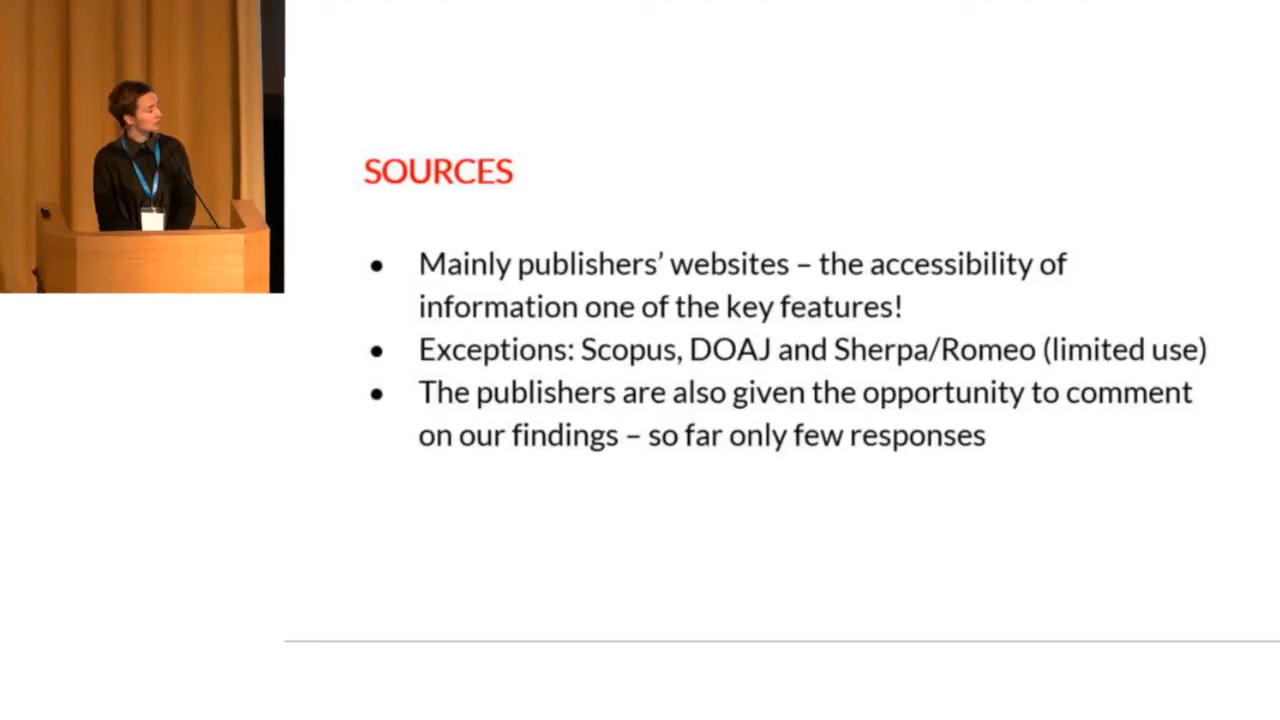 SOURCES
● Mainly publishers’ websites – the accessibility of
information one of the key features!
● Exceptions: Scopus, DOAJ and Sherpa/Romeo (limited use)
● The publishers are also given the opportunity to comment
on our findings – so far only few responses